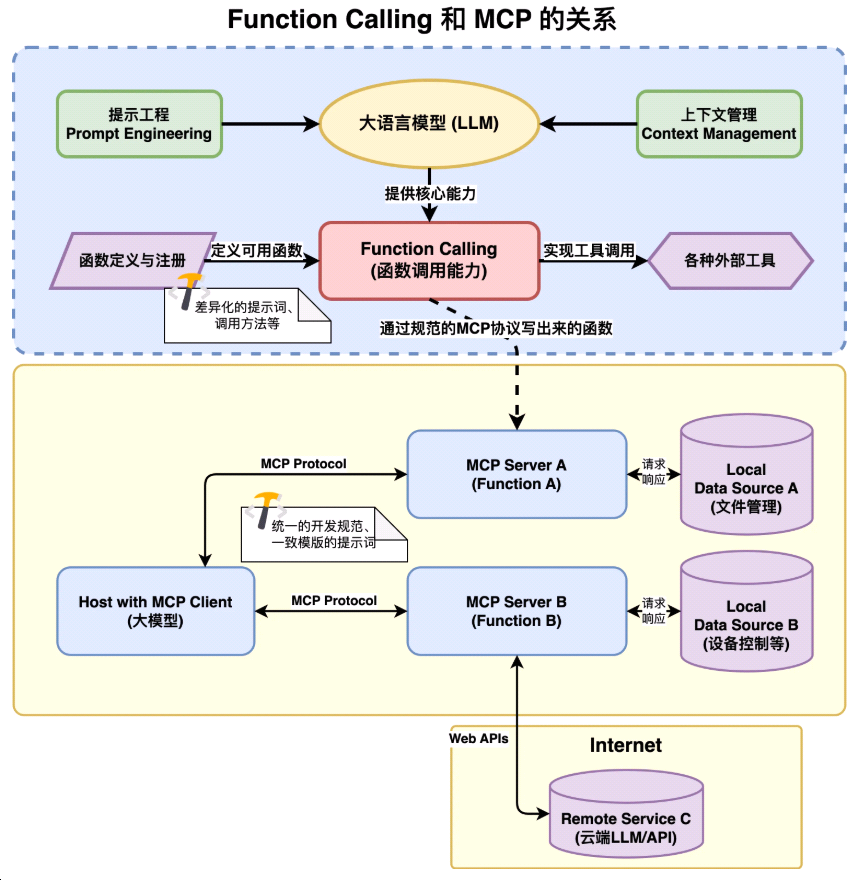 Function Calling 和 MCP 的关系
提示工程
Prompt Engineering
大语言模型 (LLM)
上下文管理
Context Management
提供核心能力
函数定义与注册
定义可用函数
Function Calling
(函数调用能力)
实现工具调用
各种外部工具
差异化的提示词、
调用方法等
通过规范的MCP协议写出来的函数
MCP Protocol
MCP Server A
(Function A)
请求
响应
Local
Data Source A
(文件管理)
统一的开发规范、
一致模版的提示词
Host with MCP Client
(大模型)
MCP Protocol
MCP Server B
(Function B)
请求
响应
Local
Data Source B
(设备控制等)
Web APIs
Internet
Remote Service C
(云端LLM/API)